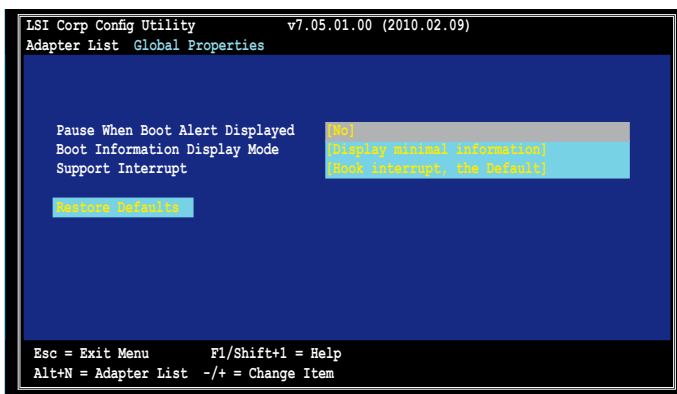 LSI Corp Config Utility v7.05.01.00 (2010.02.09)
Adapter List Global Properties
Pause When Boot Alert Displayed [No]
Boot Information Display Mode [Display minimal information]
Support Interrupt [Hook interrupt, the Default]
Restore Defaults
Esc = Exit Menu F1/Shift+1 = Help
Alt+N = Adapter List -/+ = Change Item